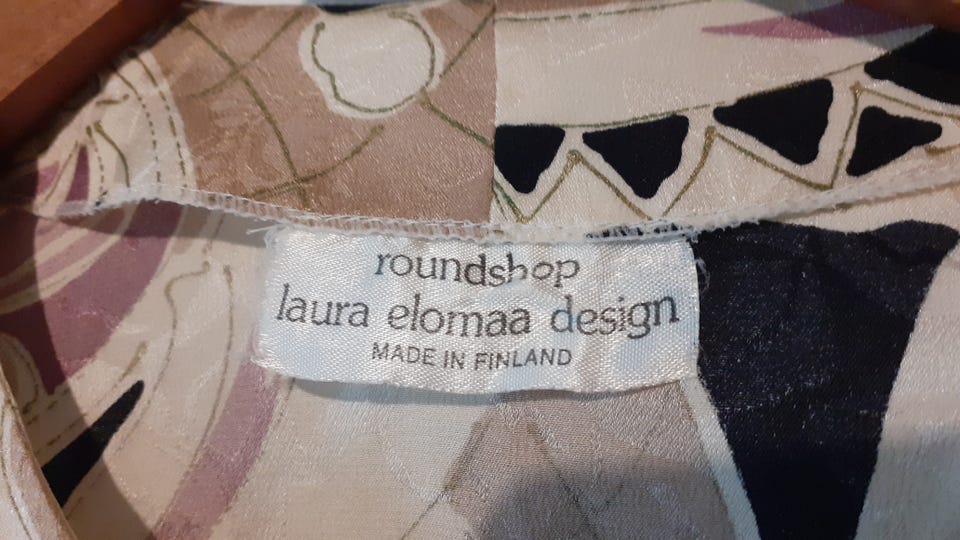 roundshop
laura elomaa design
MADE IN FINLAND